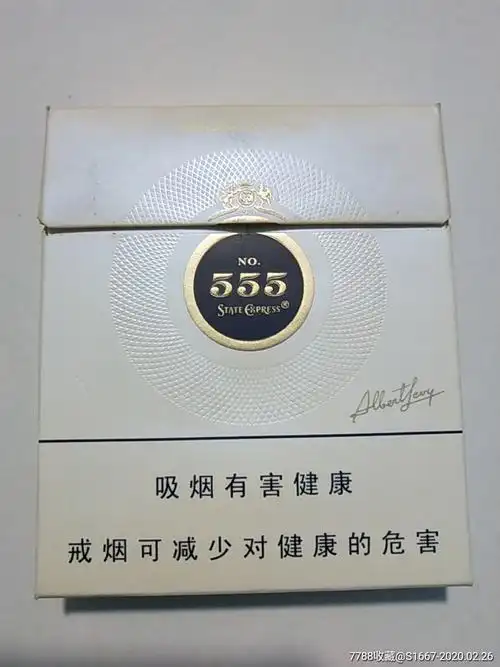 NO.
555
STATE EXPRESS®
Albert Levy
吸烟有害健康
戒烟可减少对健康的危害
7788收藏@S1667-2020.02.26